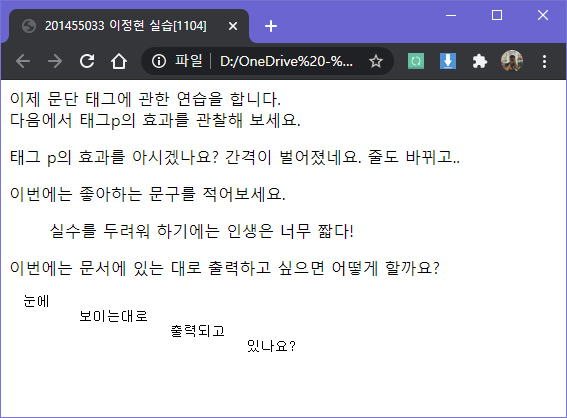 201455033 이정현 실습[1104]
파일 D:/OneDrive%20-%...
이제 문단 태그에 관한 연습을 합니다.
다음에서 태그p의 효과를 관찰해 보세요.
태그 p의 효과를 아시겠나요? 간격이 벌어졌네요. 줄도 바뀌고..
이번에는 좋아하는 문구를 적어보세요.
실수를 두려워 하기에는 인생은 너무 짧다!
이번에는 문서에 있는 대로 출력하고 싶으면 어떻게 할까요?
눈에
보이는대로
출력되고
있나요?